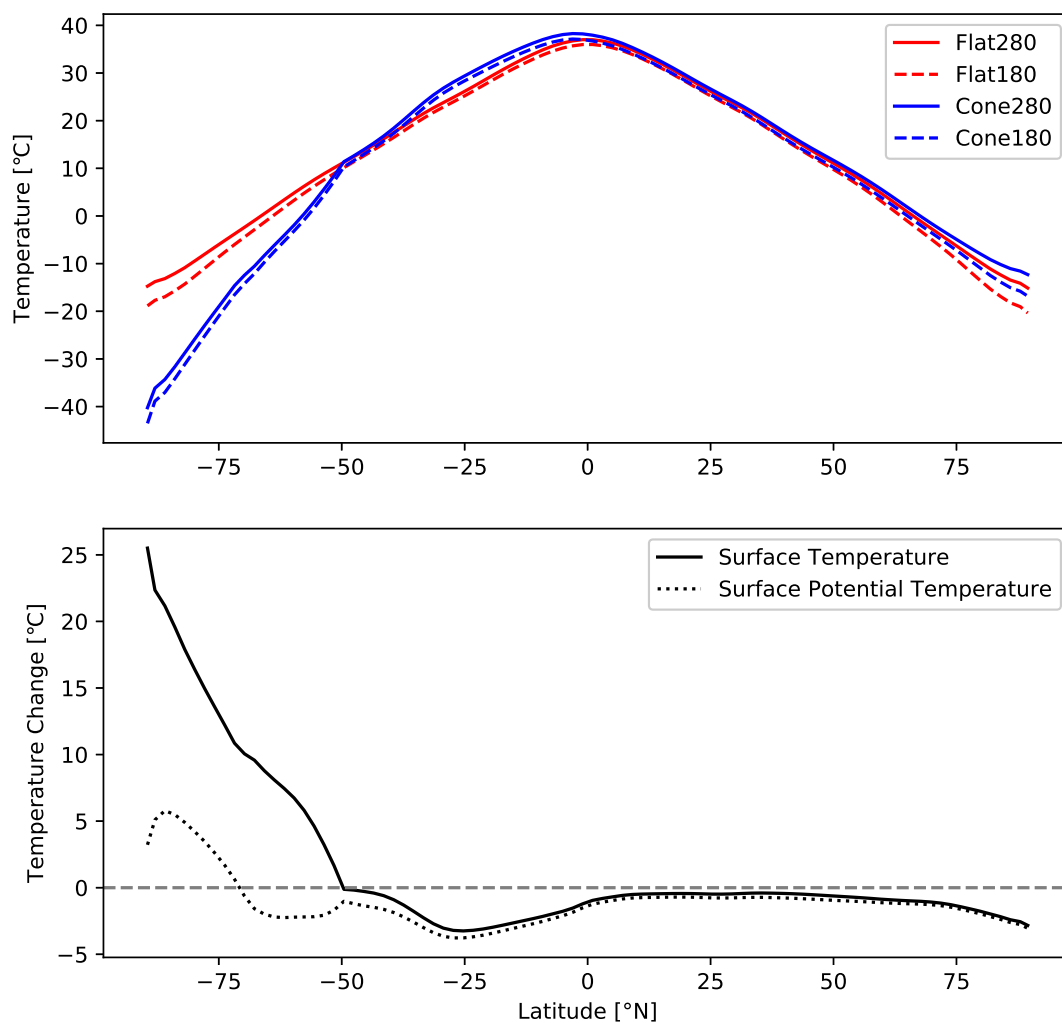 40
30
20
10
0
−10
−20
−30
−40
Temperature [℃]
Flat280
Flat180
Cone280
Cone180
−75 −50 −25 0 25 50 75
25
20
15
10
5
0
−5
Temperature Change [℃]
Surface Temperature
Surface Potential Temperature
−75 −50 −25 0 25 50 75
Latitude [°N]